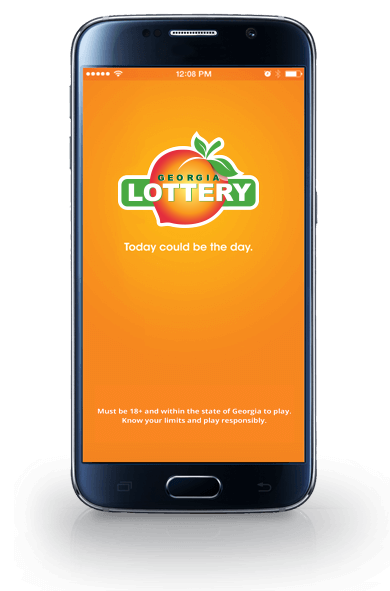 12:08 PM
GEORGIA
LOTTERY
Today could be the day.
Must be 18+ and within the state of Georgia to play.
Know your limits and play responsibly.